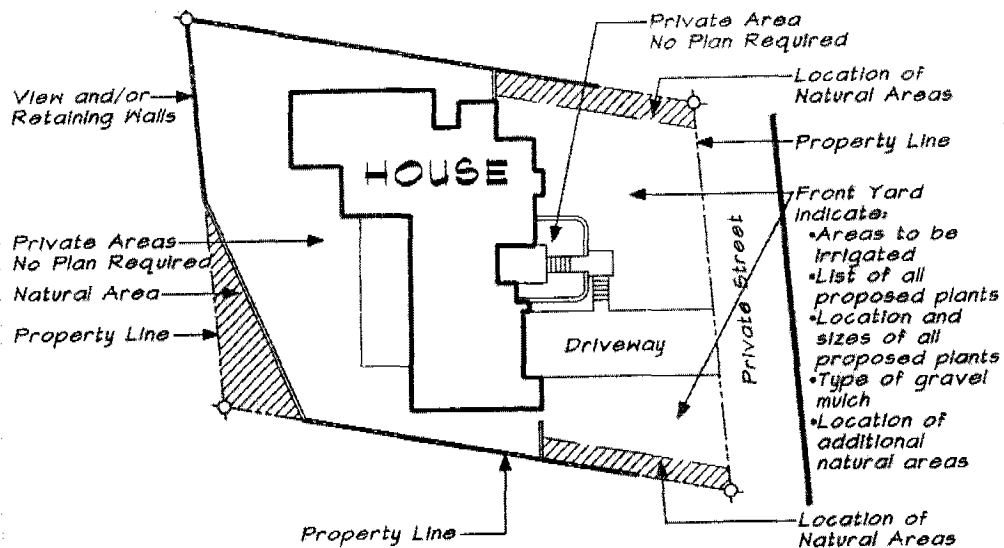 Private Area
No Plan Required
Location of
Natural Areas
View and/or
Retaining Walls
Property Line
HOUSE
Front Yard
Indicate:
•Areas to be
irrigated
•List of all
proposed plants
•Location and
sizes of all
proposed plants
•Type of gravel
mulch
•Location of
additional
natural areas
Private Areas
No Plan Required
Natural Area
Property Line
Driveway
Private Street
Property Line
Location of
Natural Areas